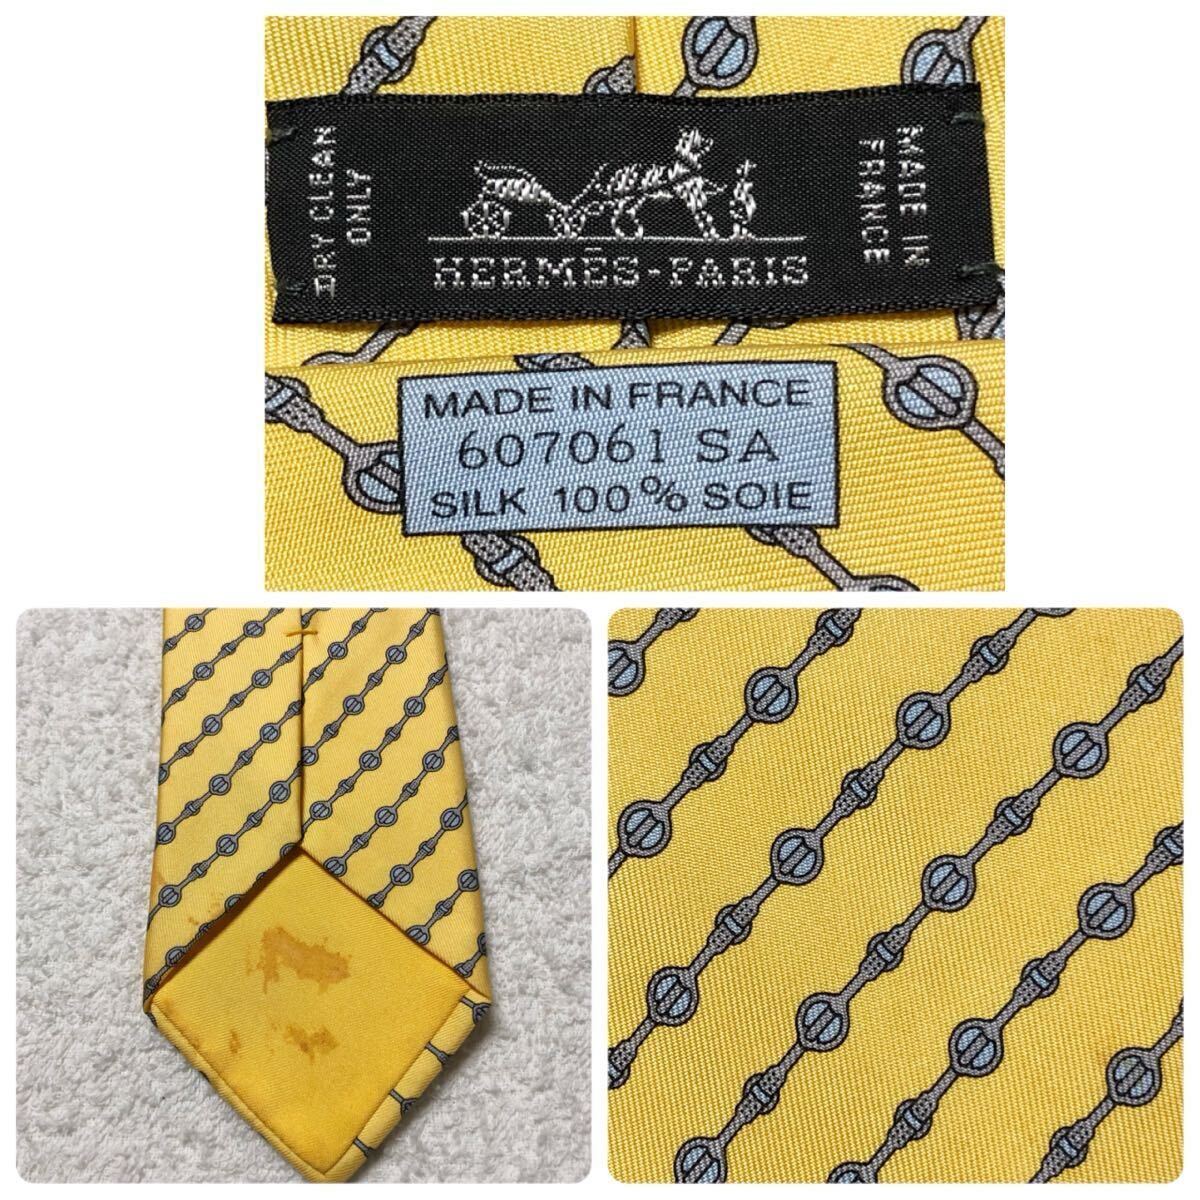 DRY CLEAN
ONLY
HERMÈS-PARIS
MADE IN
FRANCE
MADE IN FRANCE
607061 SA
SILK 100% SOIE